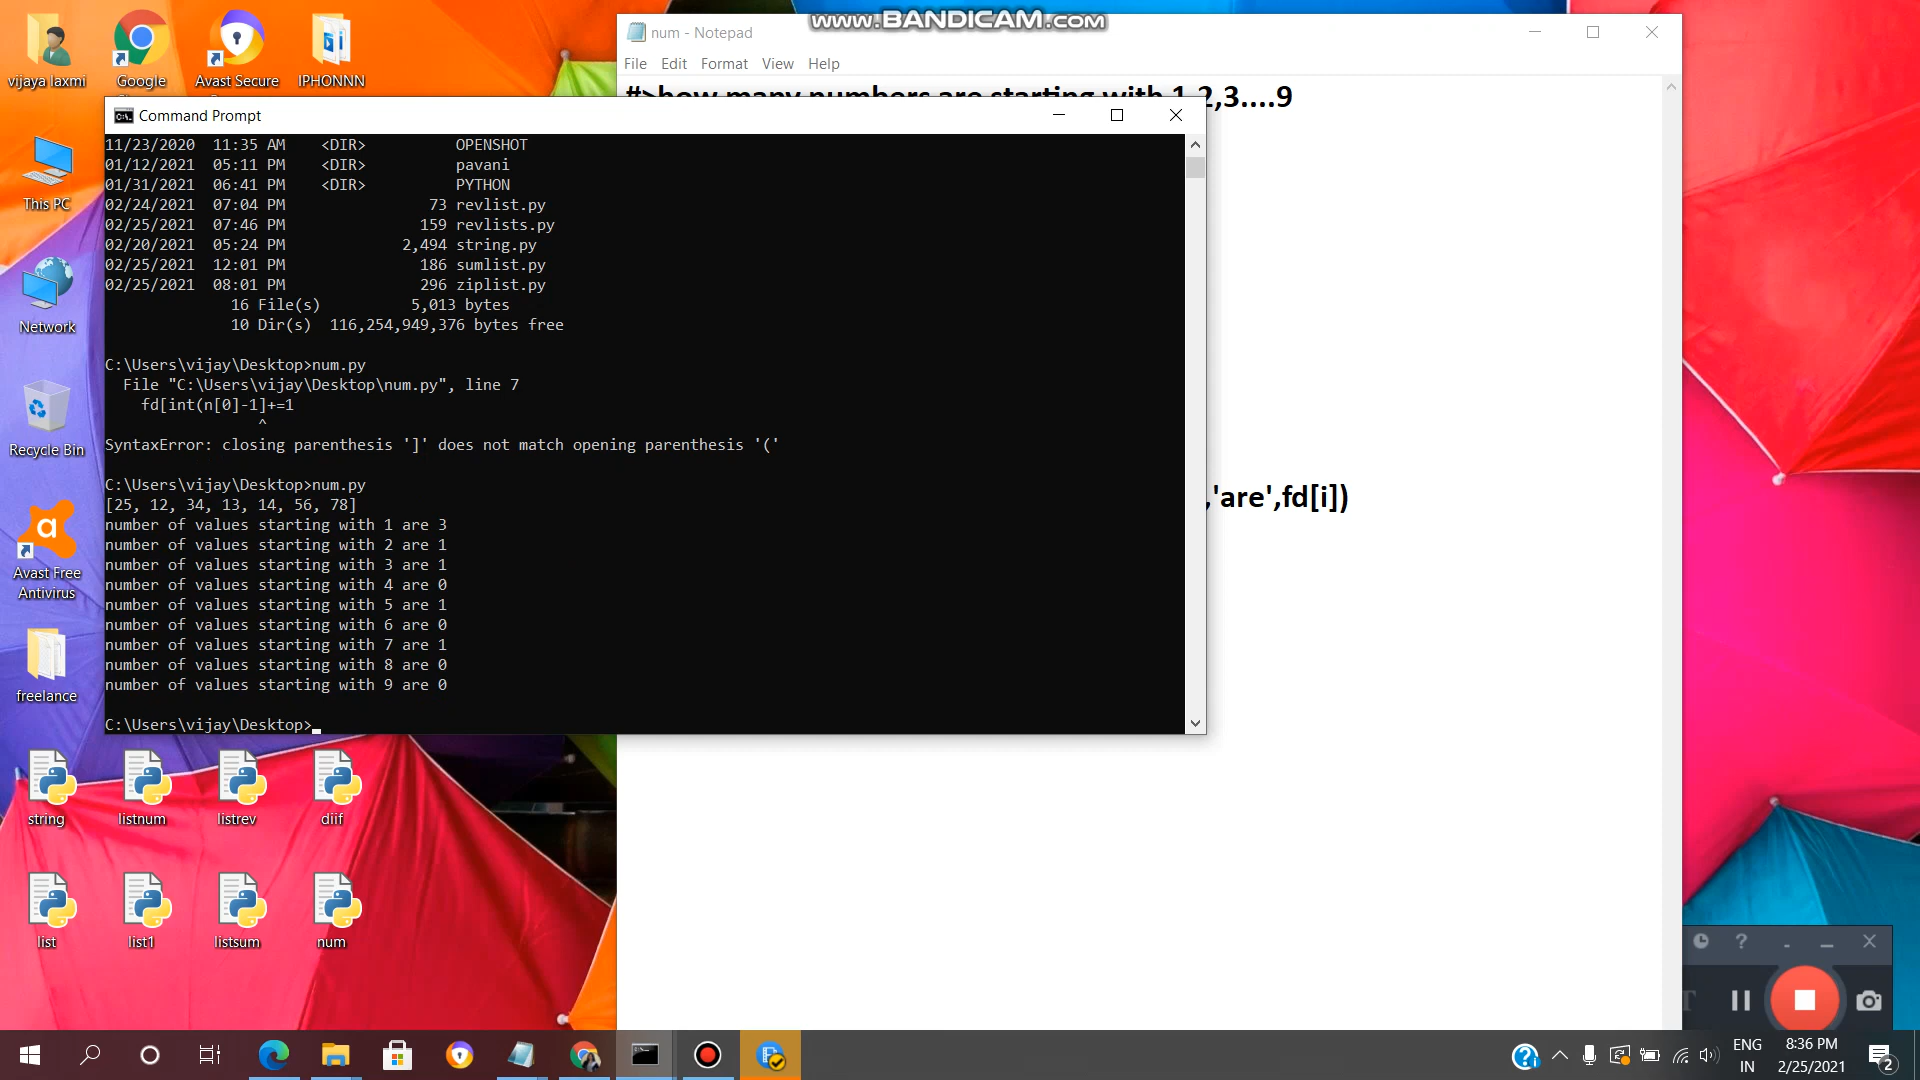 www.BANDICAM.com
vijaya laxmi
Google
Avast Secure
IPHONNN
This PC
Network
Recycle Bin
Avast Free
Antivirus
freelance
num - Notepad
File Edit Format View Help
#>how many numbers are starting with 1,2,3....9
,'are',fd[i])
Command Prompt
11/23/2020  11:35 AM    <DIR>          OPENSHOT
01/12/2021  05:11 PM    <DIR>          pavani
01/31/2021  06:41 PM    <DIR>          PYTHON
02/24/2021  07:04 PM                73 revlist.py
02/25/2021  07:46 PM               159 revlists.py
02/20/2021  05:24 PM             2,494 string.py
02/25/2021  12:01 PM               186 sumlist.py
02/25/2021  08:01 PM               296 ziplist.py
16 File(s)          5,013 bytes
10 Dir(s)  116,254,949,376 bytes free
C:\Users\vijay\Desktop>num.py
File "C:\Users\vijay\Desktop\num.py", line 7
fd[int(n[0]-1]+=1
^
SyntaxError: closing parenthesis ']' does not match opening parenthesis '('
C:\Users\vijay\Desktop>num.py
[25, 12, 34, 13, 14, 56, 78]
number of values starting with 1 are 3
number of values starting with 2 are 1
number of values starting with 3 are 1
number of values starting with 4 are 0
number of values starting with 5 are 1
number of values starting with 6 are 0
number of values starting with 7 are 1
number of values starting with 8 are 0
number of values starting with 9 are 0
C:\Users\vijay\Desktop>
string
listnum
listrev
diif
list
list1
listsum
num
ENG
IN
8:36 PM
2/25/2021
2